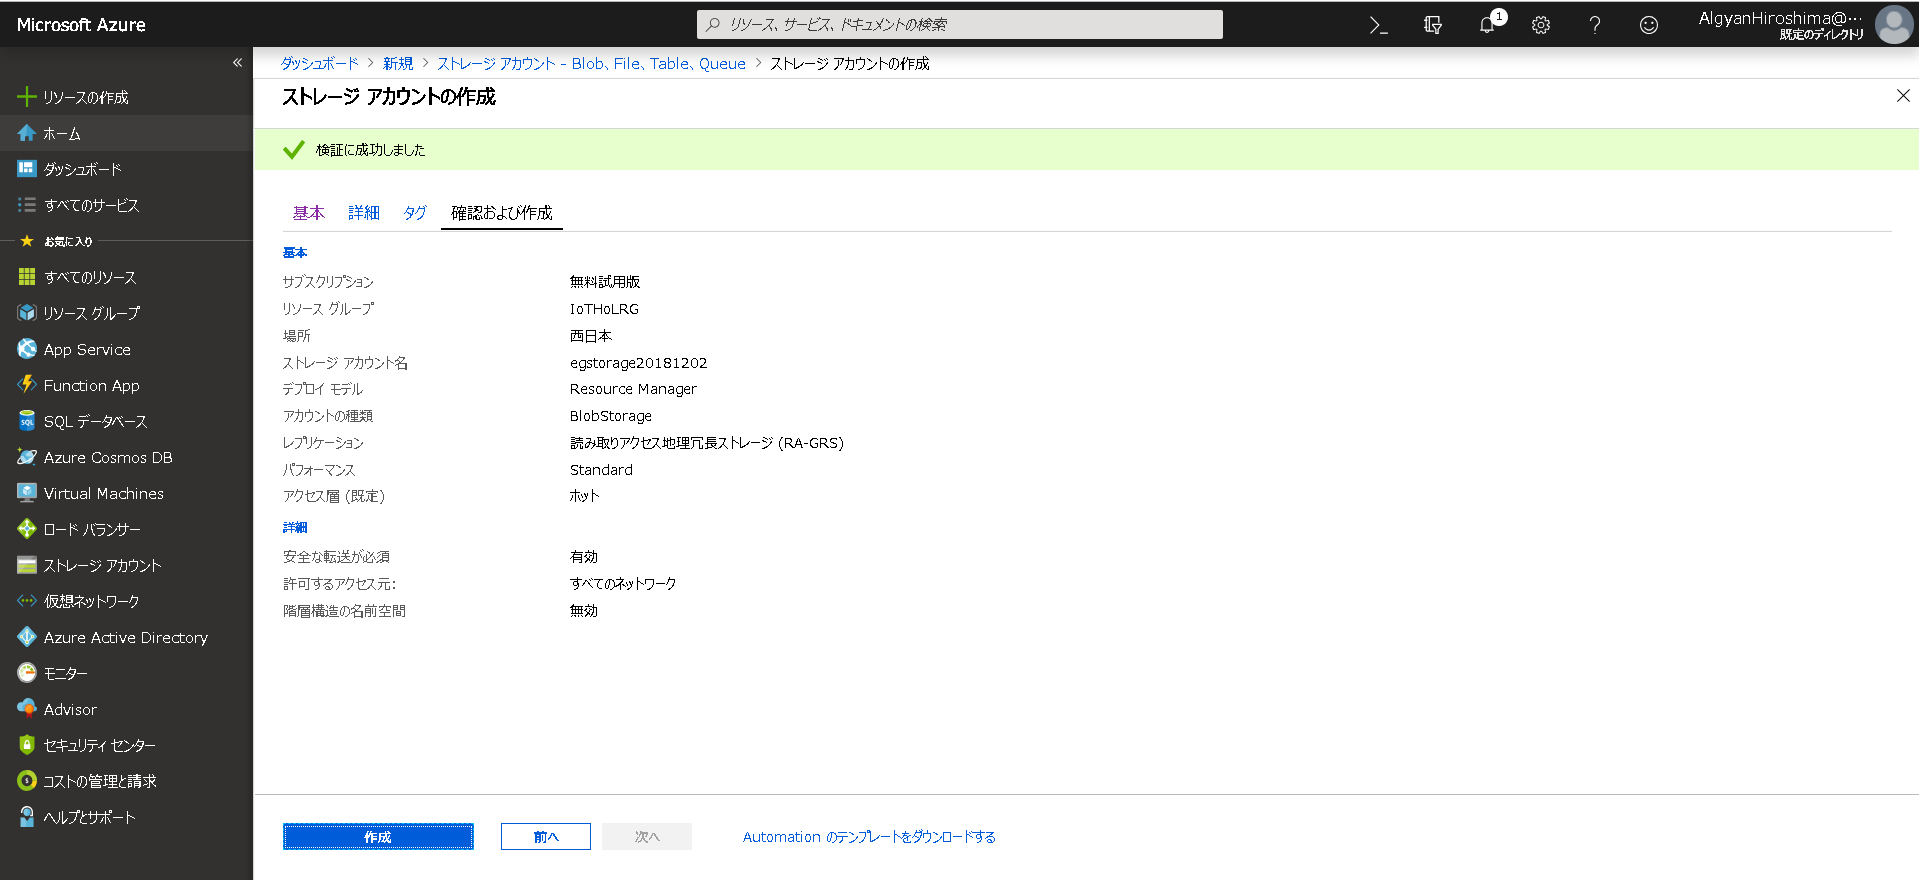 Microsoft Azure
リソース、サービス、ドキュメントの検索
1
AlgyanHiroshima@···
既定のディレクトリ
«
リソースの作成
ホーム
ダッシュボード
すべてのサービス
お気に入り
すべてのリソース
リソース グループ
App Service
Function App
SQL データベース
Azure Cosmos DB
Virtual Machines
ロード バランサー
ストレージ アカウント
仮想ネットワーク
Azure Active Directory
モニター
Advisor
セキュリティ センター
コストの管理と請求
ヘルプとサポート
ダッシュボード > 新規 > ストレージ アカウント - Blob、File、Table、Queue > ストレージ アカウントの作成
ストレージ アカウントの作成
検証に成功しました
基本 詳細 タグ 確認および作成
基本
サブスクリプション 無料試用版
リソース グループ IoTHoLRG
場所 西日本
ストレージ アカウント名 egstorage20181202
デプロイ モデル Resource Manager
アカウントの種類 BlobStorage
レプリケーション 読み取りアクセス地理冗長ストレージ (RA-GRS)
パフォーマンス Standard
アクセス層 (既定) ホット
詳細
安全な転送が必須 有効
許可するアクセス元: すべてのネットワーク
階層構造の名前空間 無効
作成 前へ 次へ Automation のテンプレートをダウンロードする